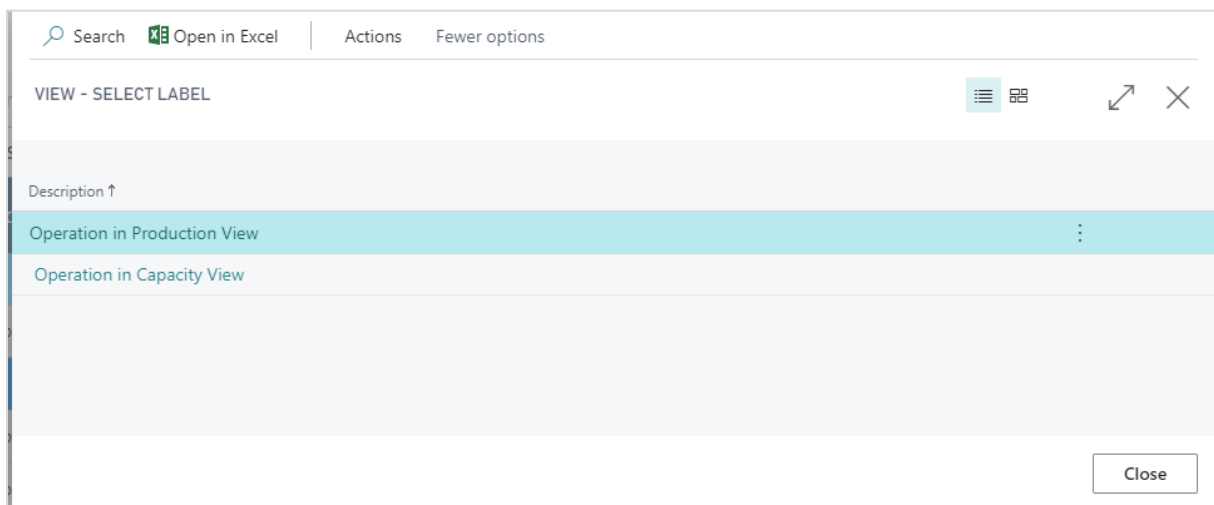 Search Open in Excel Actions Fewer options
VIEW - SELECT LABEL
Description ↑
Operation in Production View
Operation in Capacity View
Close